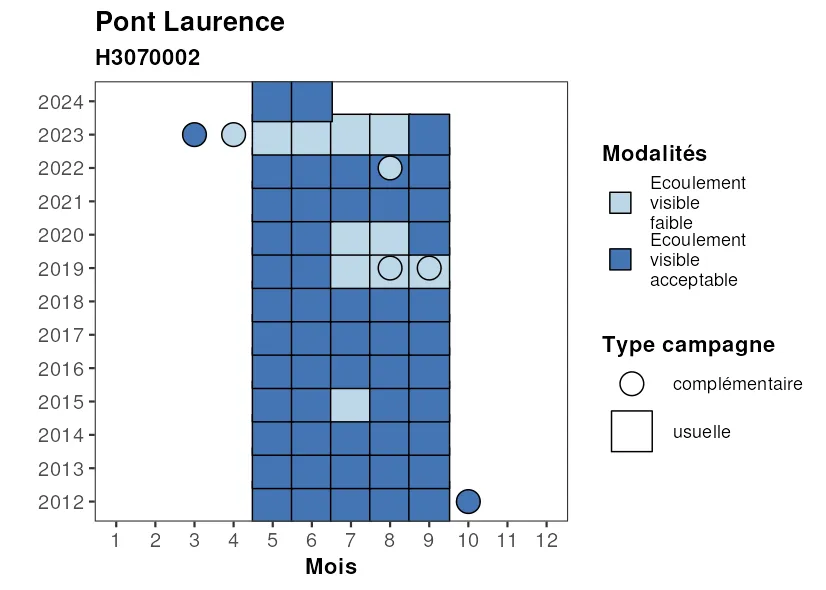 Pont Laurence
H3070002
2024
2023
2022
2021
2020
2019
2018
2017
2016
2015
2014
2013
2012
1 2 3 4 5 6 7 8 9 10 11 12
Mois
Modalités
Ecoulement
visible
faible
Ecoulement
visible
acceptable
Type campagne
complémentaire
usuelle